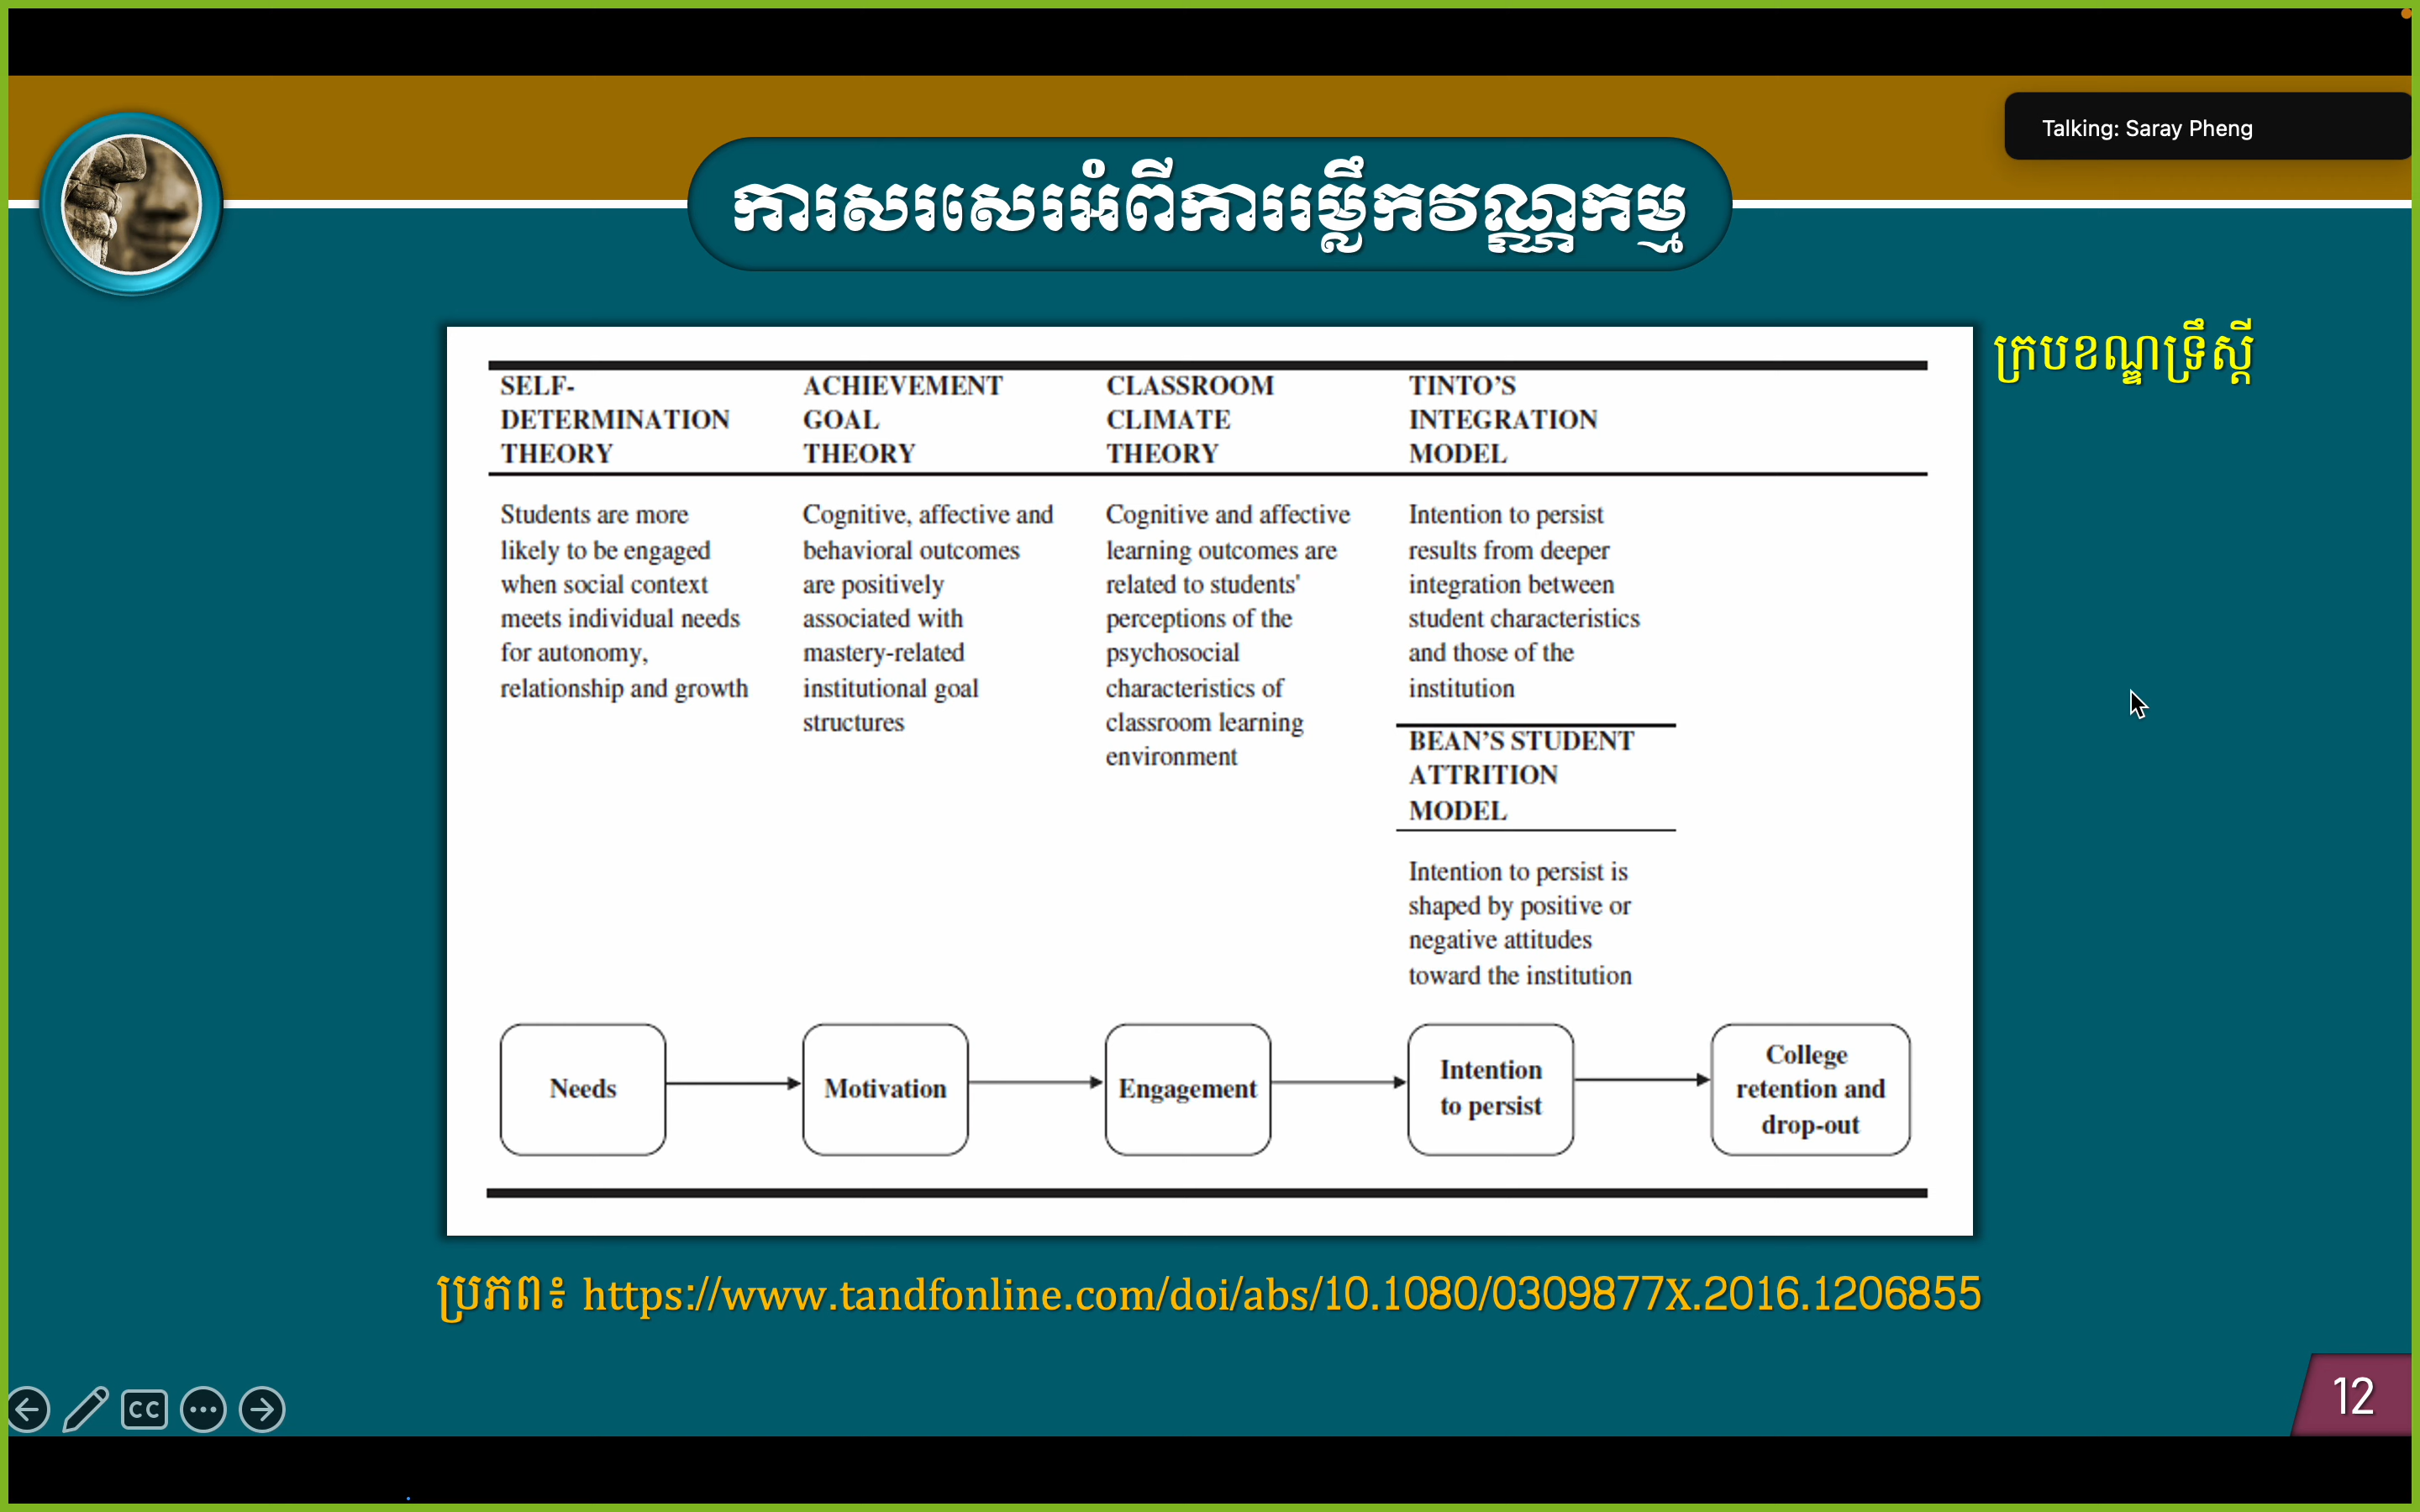 Talking: Saray Pheng
ការសរសេរអំពីការរម្លឹកវណ្ណកម្ម
ក្របខណ្ឌទ្រឹស្តី
SELF-
DETERMINATION
THEORY
Students are more
likely to be engaged
when social context
meets individual needs
for autonomy,
relationship and growth
ACHIEVEMENT
GOAL
THEORY
Cognitive, affective and
behavioral outcomes
are positively
associated with
mastery-related
institutional goal
structures
CLASSROOM
CLIMATE
THEORY
Cognitive and affective
learning outcomes are
related to students'
perceptions of the
psychosocial
characteristics of
classroom learning
environment
TINTO’S
INTEGRATION
MODEL
Intention to persist
results from deeper
integration between
student characteristics
and those of the
institution
BEAN’S STUDENT
ATTRITION
MODEL
Intention to persist is
shaped by positive or
negative attitudes
toward the institution
Needs
Motivation
Engagement
Intention
to persist
College
retention and
drop-out
ប្រភព៖ https://www.tandfonline.com/doi/abs/10.1080/0309877X.2016.1206855
CC
12